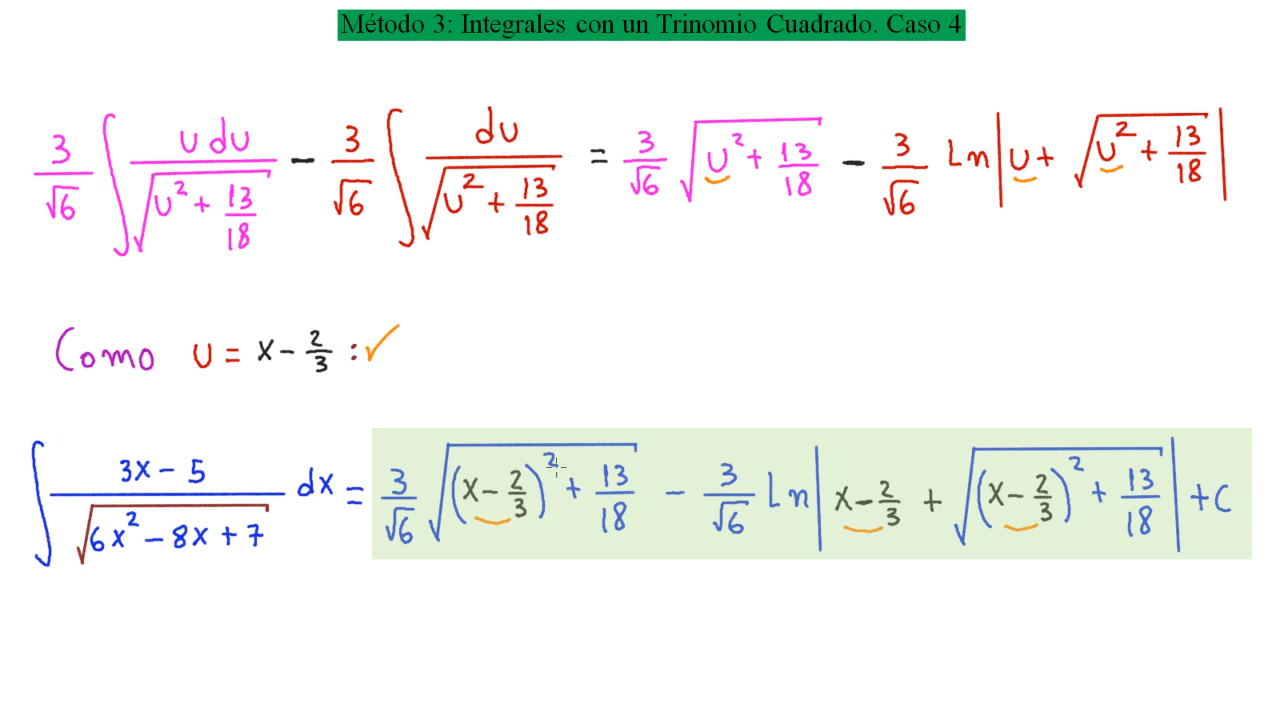 Método 3: Integrales con un Trinomio Cuadrado. Caso 4
3/√6 ∫ u du / √(u² + 13/18) − 3/√6 ∫ du / √(u² + 13/18) = 3/√6 √(u² + 13/18) − 3/√6 Ln|u + √(u² + 13/18)|
Como u = x − 2/3 : ✓
∫ (3x − 5) / √(6x² − 8x + 7) dx = 3/√6 √((x − 2/3)² + 13/18) − 3/√6 Ln|x − 2/3 + √((x − 2/3)² + 13/18)| + C